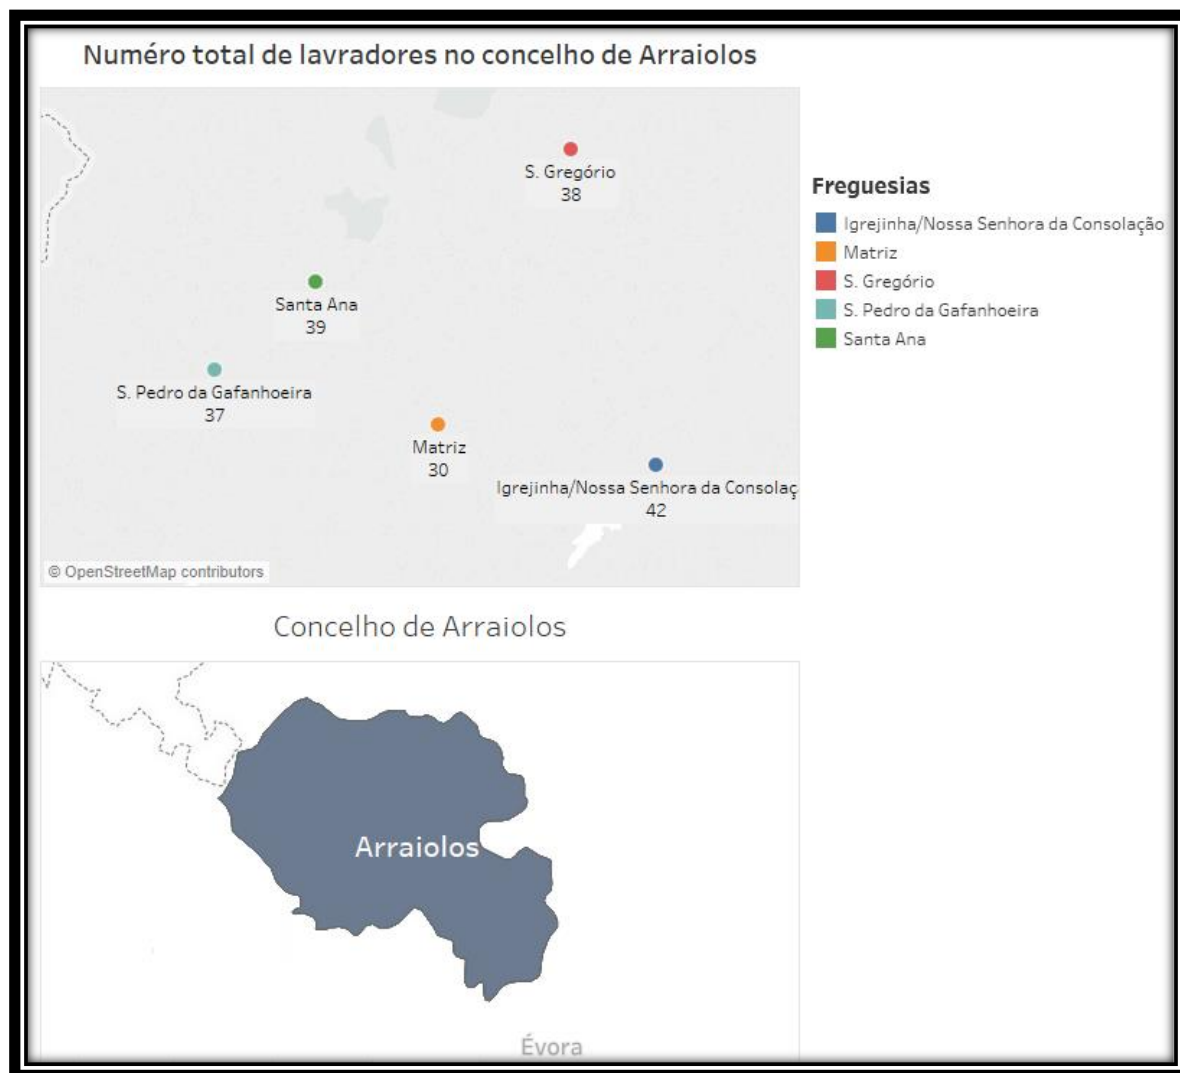 Numéro total de lavradores no concelho de Arraiolos
S. Gregório
38
Santa Ana
39
S. Pedro da Gafanhoeira
37
Matriz
30
Igrejinha/Nossa Senhora da Consolaç
42
© OpenStreetMap contributors
Freguesias
Igrejinha/Nossa Senhora da Consolação
Matriz
S. Gregório
S. Pedro da Gafanhoeira
Santa Ana
Concelho de Arraiolos
Arraiolos
Évora